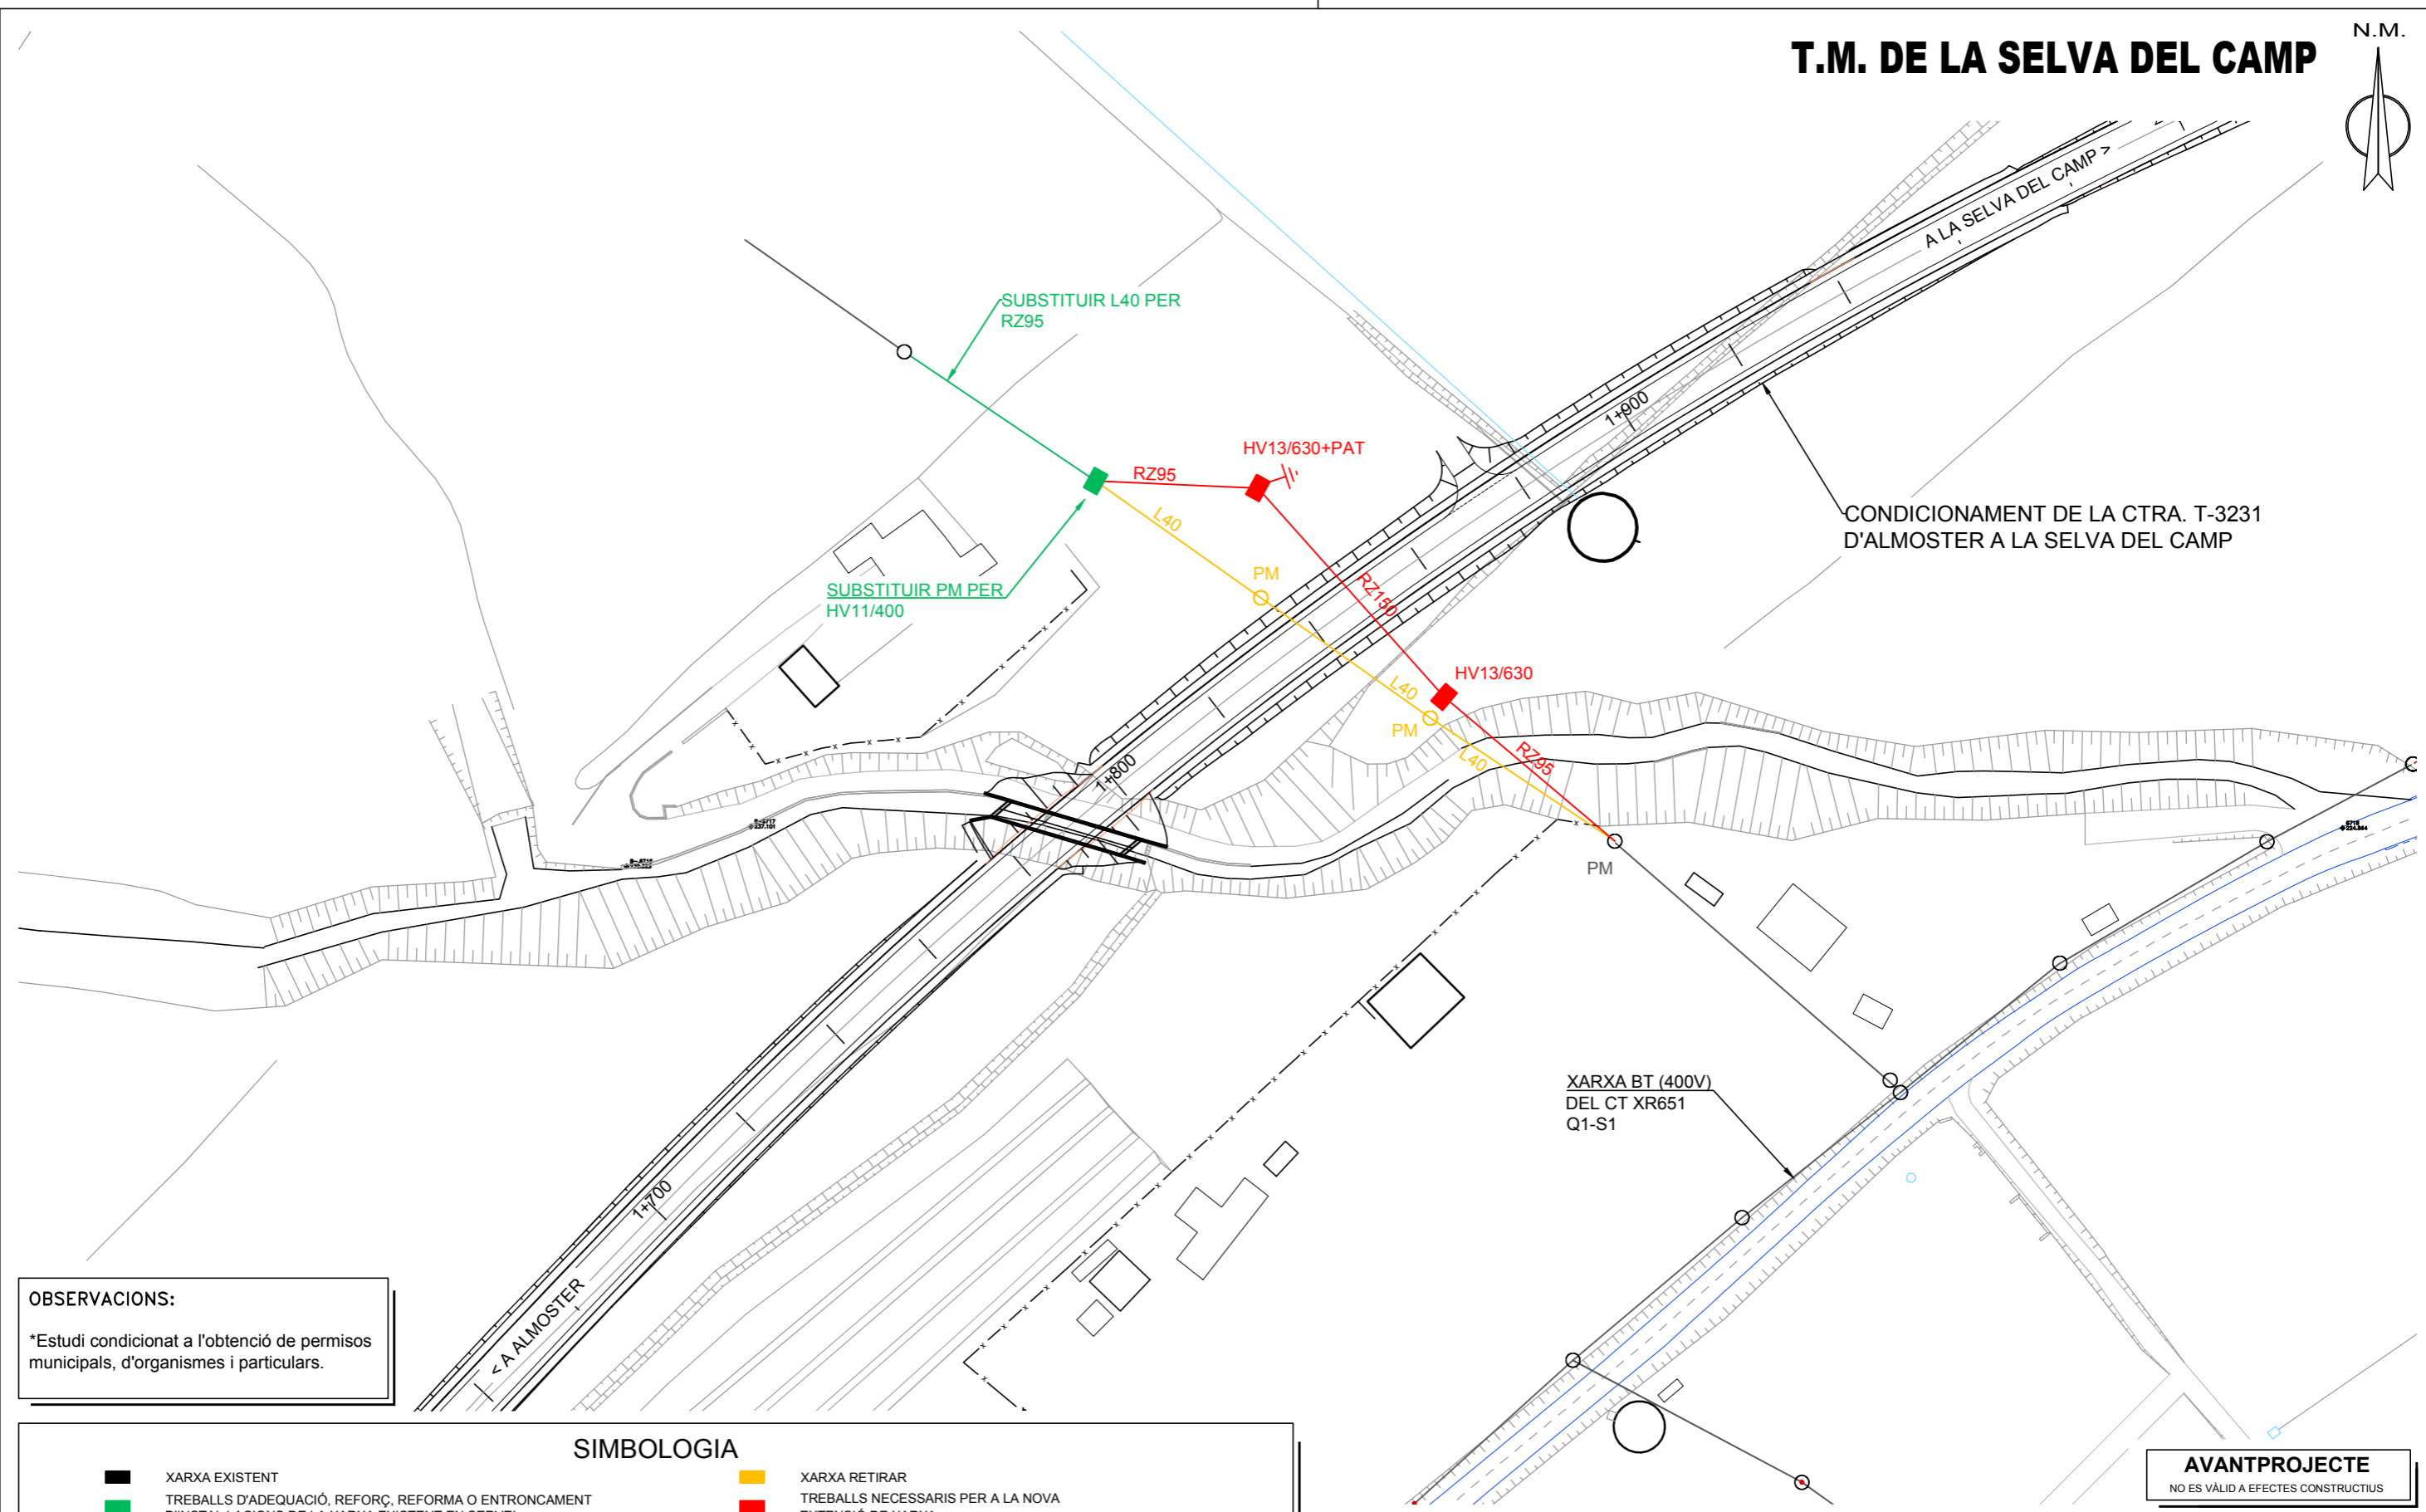 N.M.
T.M. DE LA SELVA DEL CAMP
A LA SELVA DEL CAMP >
SUBSTITUIR L40 PER
RZ95
HV13/630+PAT
RZ95
1+900
L40
CONDICIONAMENT DE LA CTRA. T-3231
D'ALMOSTER A LA SELVA DEL CAMP
PM
SUBSTITUIR PM PER
HV11/400
RZ150
HV13/630
L40
PM
RZ95
L40
1+800
PM
XARXA BT (400V)
DEL CT XR651
Q1-S1
1+700
< A ALMOSTER
OBSERVACIONS:
*Estudi condicionat a l'obtenció de permisos
municipals, d'organismes i particulars.
SIMBOLOGIA
XARXA EXISTENT
XARXA RETIRAR
TREBALLS D'ADEQUACIÓ, REFORÇ, REFORMA O ENTRONCAMENT
TREBALLS NECESSARIS PER A LA NOVA
AVANTPROJECTE
NO ES VÀLID A EFECTES CONSTRUCTIUS